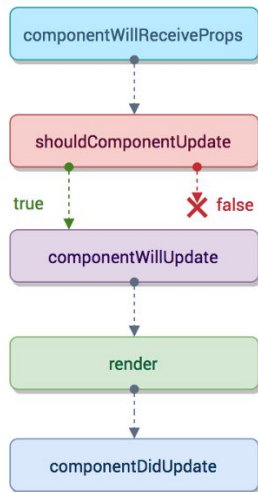 componentWillReceiveProps
shouldComponentUpdate
true
false
componentWillUpdate
render
componentDidUpdate